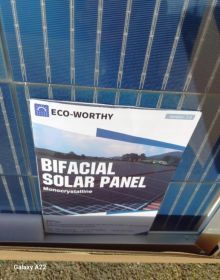 ECO-WORTHY
BIFACIAL
SOLAR PANEL
Monocrystalline
Galaxy A22